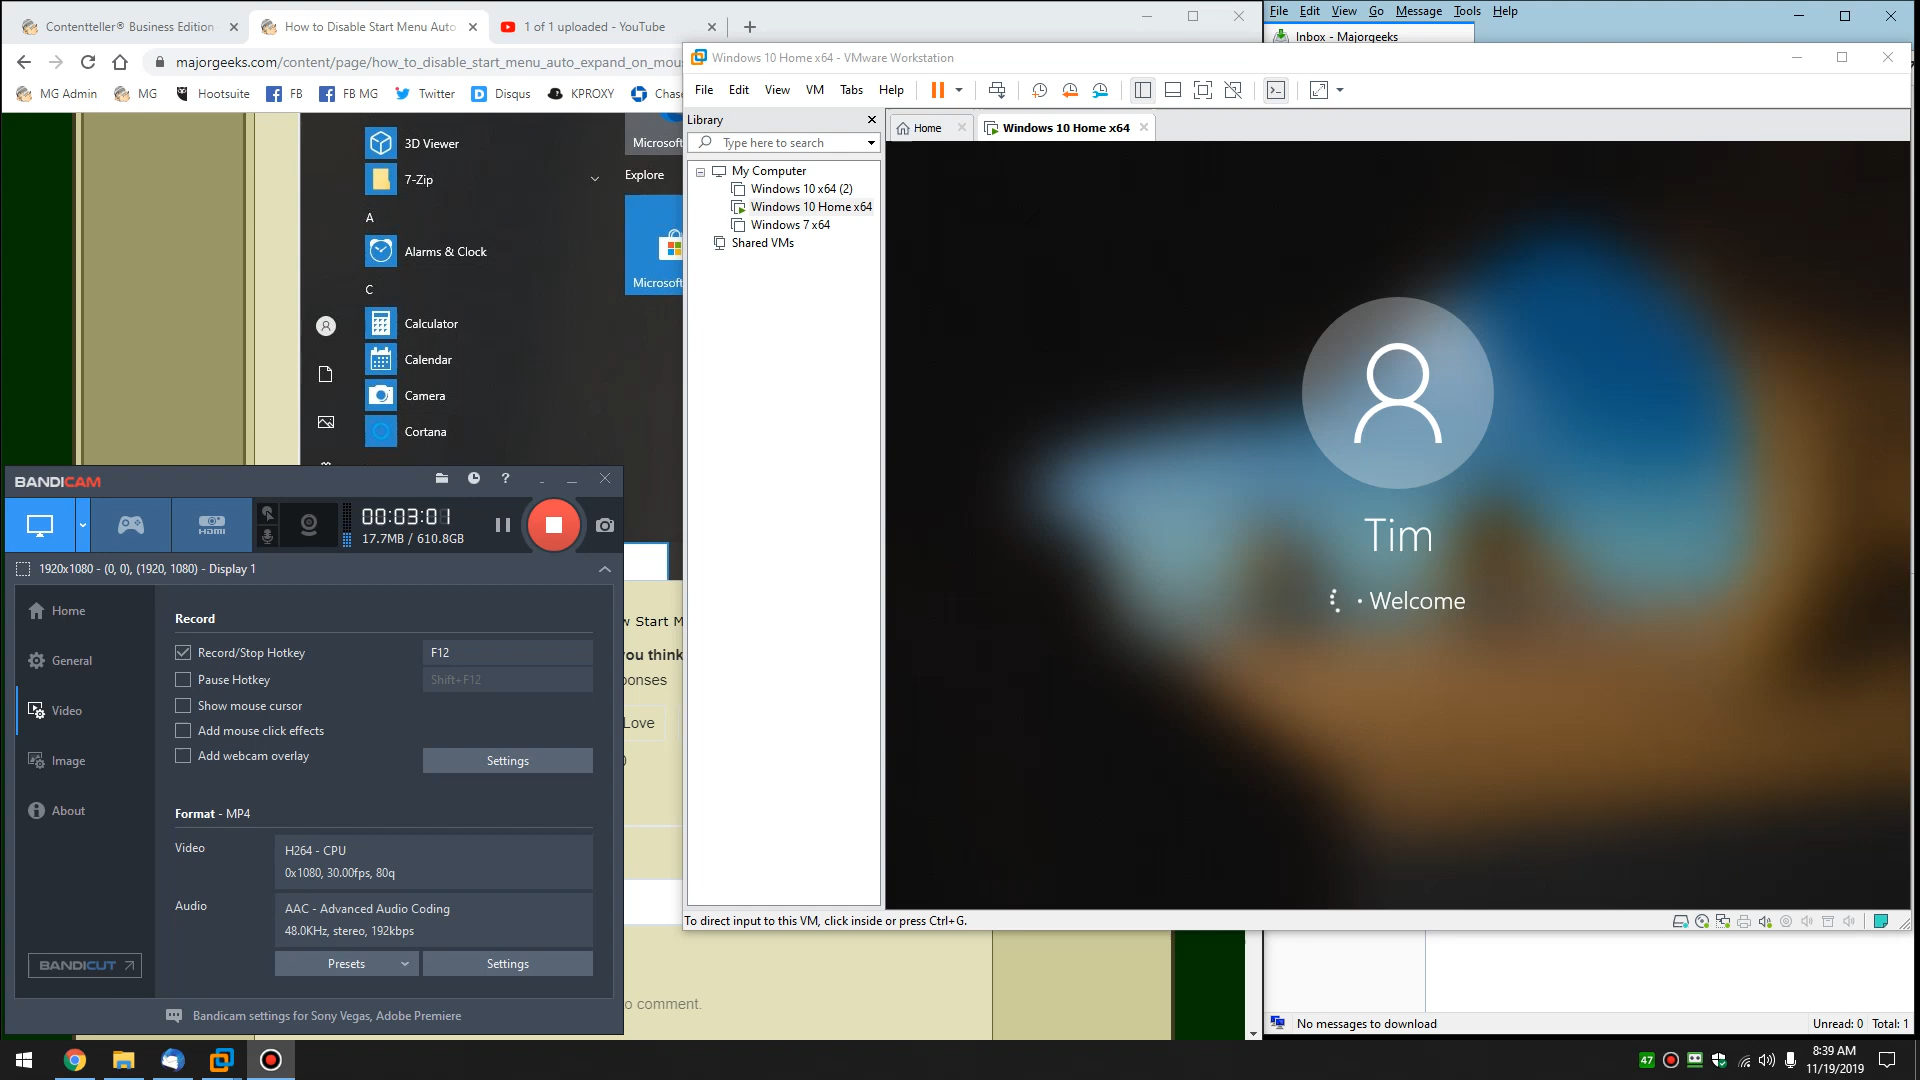 Contentteller® Business Edition
How to Disable Start Menu Auto
1 of 1 uploaded - YouTube
File Edit View Go Message Tools Help
Inbox - Majorgeeks
majorgeeks.com/content/page/how_to_disable_start_menu_auto_expand_on_mou
MG Admin
MG
Hootsuite
FB
FB MG
Twitter
Disqus
KPROXY
Chase
Windows 10 Home x64 - VMware Workstation
File Edit View VM Tabs Help
Library
Home
Windows 10 Home x64
Type here to search
My Computer
Windows 10 x64 (2)
Windows 10 Home x64
Windows 7 x64
Shared VMs
3D Viewer
7-Zip
A
Alarms & Clock
C
Calculator
Calendar
Camera
Cortana
Microsoft
Explore
Microsoft
Tim
Welcome
BANDICAM
?
HDMI
00:03:01
17.7MB / 610.8GB
1920x1080 - (0, 0), (1920, 1080) - Display 1
Home
General
Video
Image
About
BANDICUT
Record
Record/Stop Hotkey
F12
Pause Hotkey
Shift+F12
Show mouse cursor
Add mouse click effects
Add webcam overlay
Settings
Format - MP4
Video
H264 - CPU
0x1080, 30.00fps, 80q
Audio
AAC - Advanced Audio Coding
48.0KHz, stereo, 192kbps
Presets
Settings
Bandicam settings for Sony Vegas, Adobe Premiere
w Start M
ou think
ponses
Love
o comment.
To direct input to this VM, click inside or press Ctrl+G.
No messages to download
Unread: 0
Total: 1
47
8:39 AM
11/19/2019